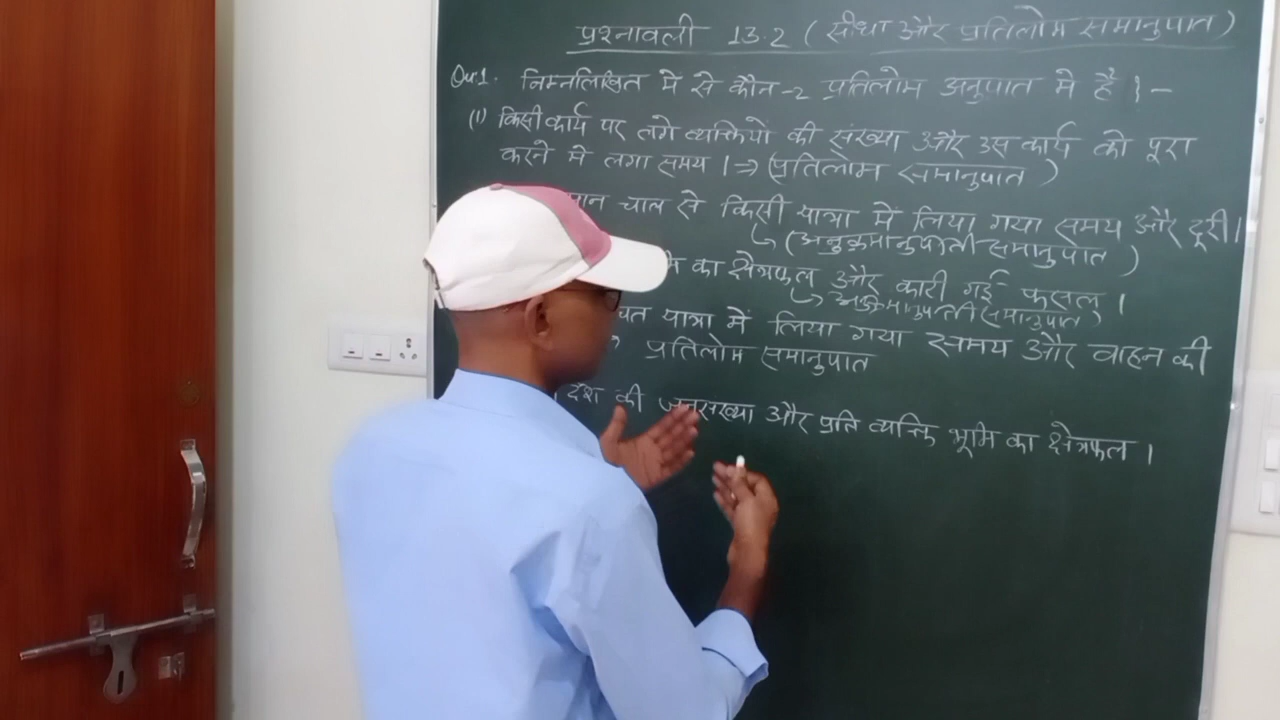 प्रश्नावली 13.2 ( सीधा और प्रतिलोम समानुपात )
Qu1. निम्नलिखित मे से कौन-2 प्रतिलोम अनुपात मे है । -
(i) किसी कार्य पर लगे व्यक्तियो की संख्या और उस कार्य को पूरा
करने मे लगा समय । ⇒ (प्रतिलोम समानुपात )
चाल से किसी यात्रा में लिया गया समय और दूरी ।
↳ (अनुक्रमानुपाती समानुपात )
का क्षेत्रफल और काटी गई फसल ।
↳ अनुक्रमानुपाती समानुपात )
यात्रा में लिया गया समय और वाहन की
प्रतिलोम समानुपात
देश की जनसंख्या और प्रति व्यक्ति भूमि का क्षेत्रफल ।